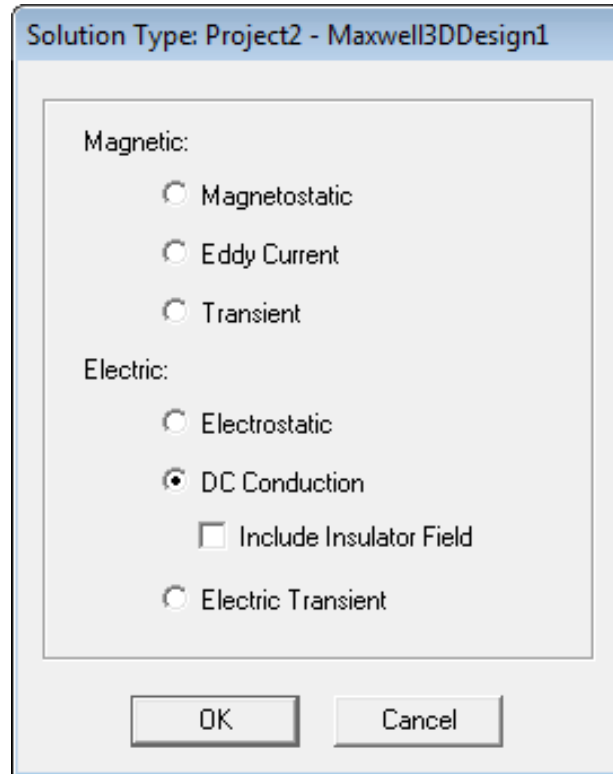 Solution Type: Project2 - Maxwell3DDesign1
Magnetic:
Magnetostatic
Eddy Current
Transient
Electric:
Electrostatic
DC Conduction
Include Insulator Field
Electric Transient
OK
Cancel